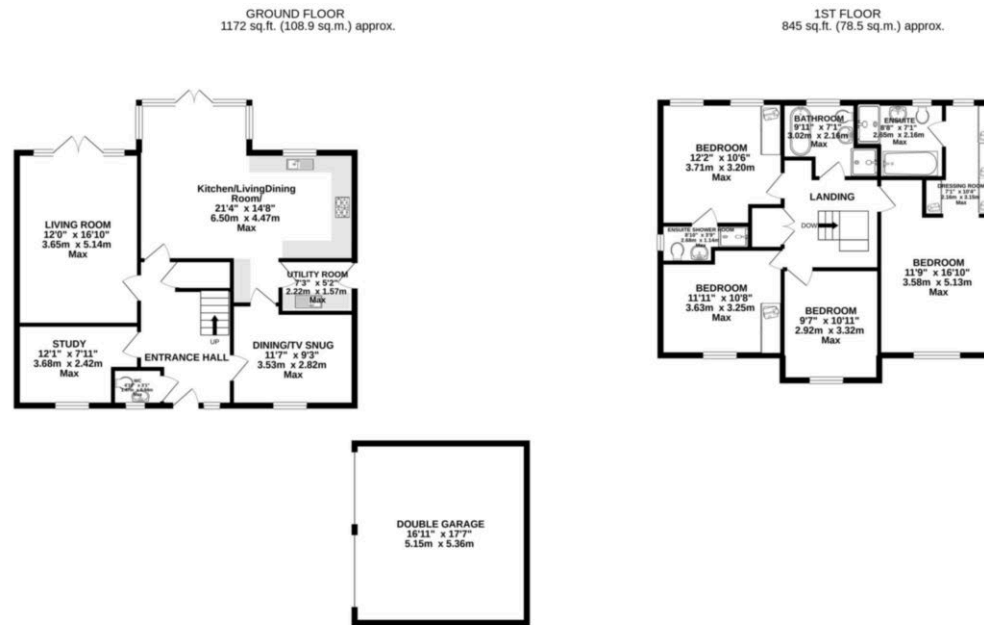 GROUND FLOOR
1172 sq.ft. (108.9 sq.m.) approx.
1ST FLOOR
845 sq.ft. (78.5 sq.m.) approx.
Kitchen/LivingDining
Room/
21'4" x 14'8"
6.50m x 4.47m
Max
LIVING ROOM
12'0" x 16'10"
3.65m x 5.14m
Max
UTILITY ROOM
7'3" x 5'2"
2.22m x 1.57m
Max
UP
STUDY
12'1" x 7'11"
3.68m x 2.42m
Max
ENTRANCE HALL
DINING/TV SNUG
11'7" x 9'3"
3.53m x 2.82m
Max
WC
Max
DOUBLE GARAGE
16'11" x 17'7"
5.15m x 5.36m
BEDROOM
12'2" x 10'6"
3.71m x 3.20m
Max
BATHROOM
9'11" x 7'1"
3.02m x 2.16m
Max
ENSUITE
8'8" x 7'1"
2.65m x 2.16m
Max
DRESSING ROOM
Max
LANDING
DOWN
ENSUITE SHOWER ROOM
Max
BEDROOM
11'11" x 10'8"
3.63m x 3.25m
Max
BEDROOM
9'7" x 10'11"
2.92m x 3.32m
Max
BEDROOM
11'9" x 16'10"
3.58m x 5.13m
Max